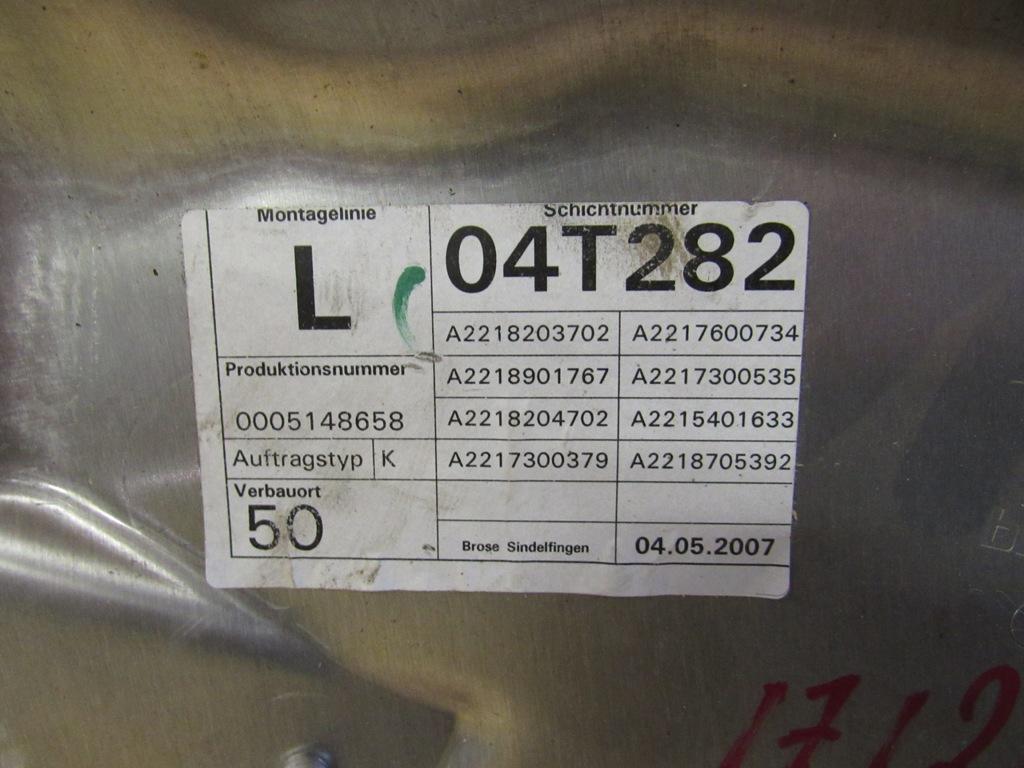 Montagelinie
L
Schichtnummer
04T282
A2218203702 A2217600734
A2218901767 A2217300535
A2218204702 A2215401633
A2217300379 A2218705392
Produktionsnummer
0005148658
Auftragstyp K
Verbauort
50
Brose Sindelfingen 04.05.2007